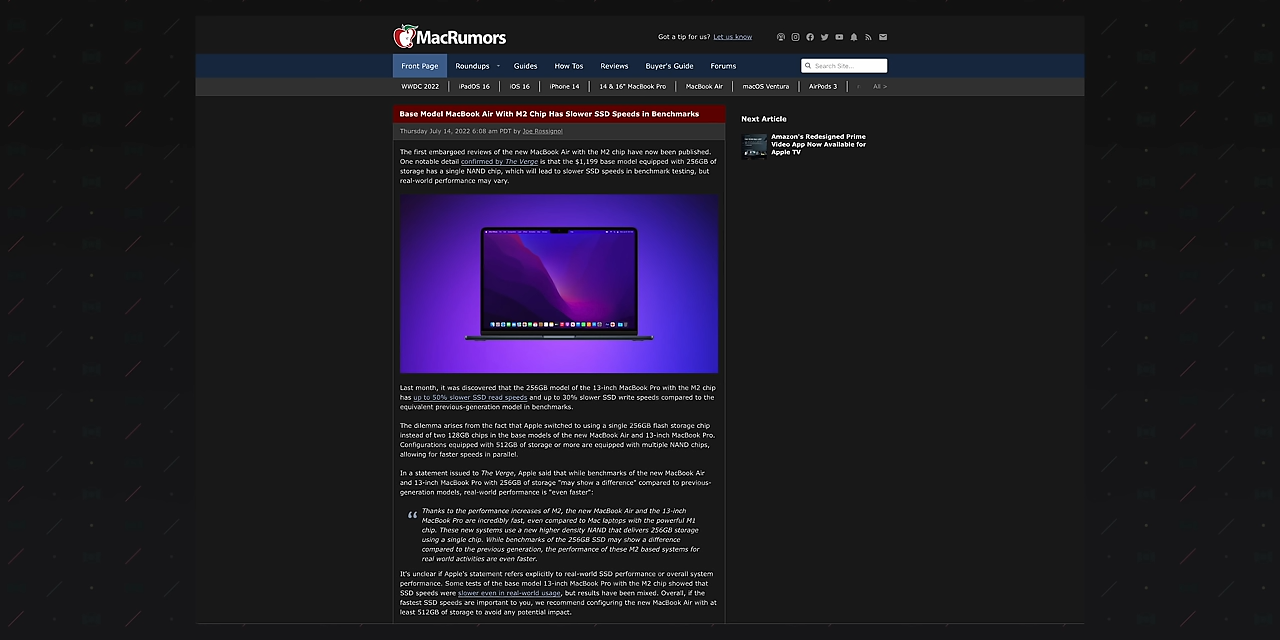 MacRumors
Got a tip for us? Let us know
Front Page Roundups Guides How Tos Reviews Buyer's Guide Forums Search Site...
WWDC 2022 iPadOS 16 iOS 16 iPhone 14 14 & 16" MacBook Pro MacBook Air macOS Ventura AirPods 3 All >
Base Model MacBook Air With M2 Chip Has Slower SSD Speeds in Benchmarks
Thursday July 14, 2022 6:08 am PDT by Joe Rossignol
The first embargoed reviews of the new MacBook Air with the M2 chip have now been published.
One notable detail confirmed by The Verge is that the $1,199 base model equipped with 256GB of
storage has a single NAND chip, which will lead to slower SSD speeds in benchmark testing, but
real-world performance may vary.
Last month, it was discovered that the 256GB model of the 13-inch MacBook Pro with the M2 chip
has up to 50% slower SSD read speeds and up to 30% slower SSD write speeds compared to the
equivalent previous-generation model in benchmarks.
The dilemma arises from the fact that Apple switched to using a single 256GB flash storage chip
instead of two 128GB chips in the base models of the new MacBook Air and 13-inch MacBook Pro.
Configurations equipped with 512GB of storage or more are equipped with multiple NAND chips,
allowing for faster speeds in parallel.
In a statement issued to The Verge, Apple said that while benchmarks of the new MacBook Air
and 13-inch MacBook Pro with 256GB of storage "may show a difference" compared to previous-
generation models, real-world performance is "even faster":
“ Thanks to the performance increases of M2, the new MacBook Air and the 13-inch
MacBook Pro are incredibly fast, even compared to Mac laptops with the powerful M1
chip. These new systems use a new higher density NAND that delivers 256GB storage
using a single chip. While benchmarks of the 256GB SSD may show a difference
compared to the previous generation, the performance of these M2 based systems for
real world activities are even faster.
It's unclear if Apple's statement refers explicitly to real-world SSD performance or overall system
performance. Some tests of the base model 13-inch MacBook Pro with the M2 chip showed that
SSD speeds were slower even in real-world usage, but results have been mixed. Overall, if the
fastest SSD speeds are important to you, we recommend configuring the new MacBook Air with at
least 512GB of storage to avoid any potential impact.
Next Article
Amazon's Redesigned Prime
Video App Now Available for
Apple TV